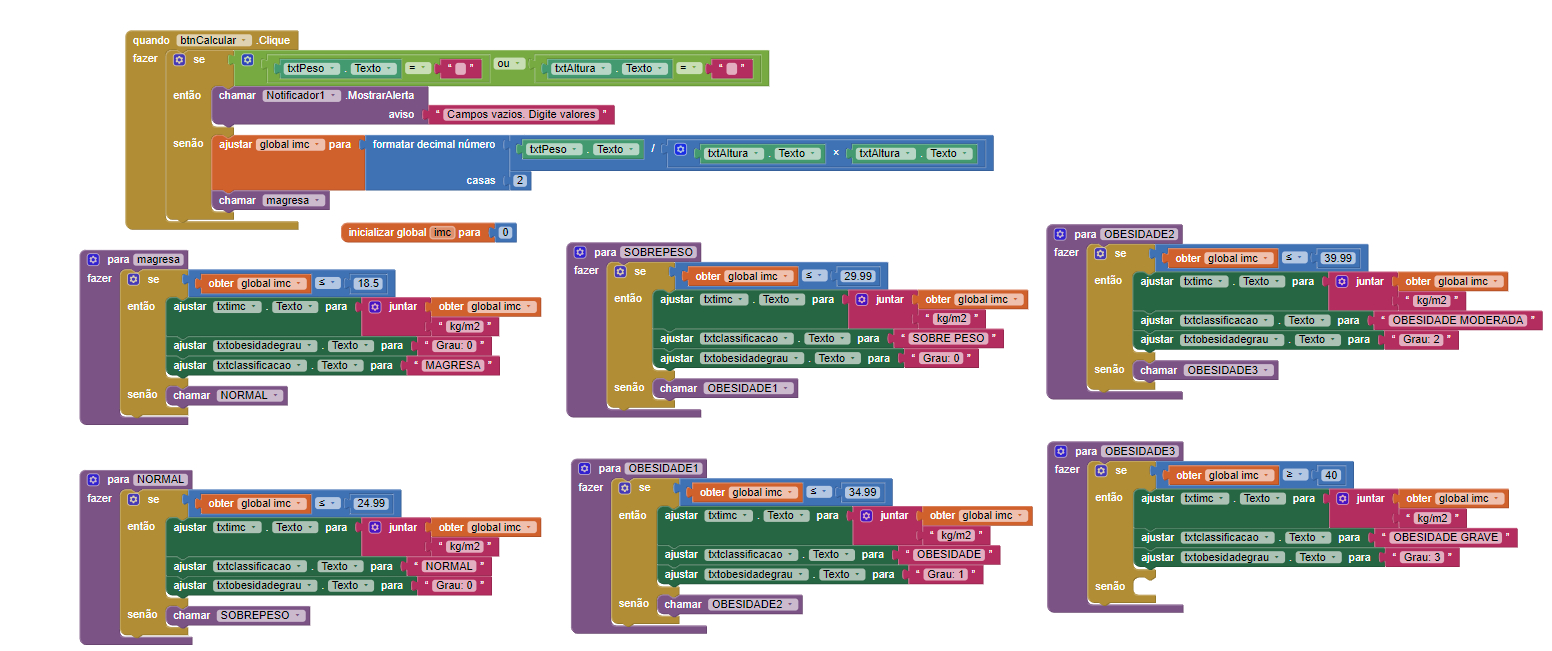 quando btnCalcular .Clique
fazer se txtPeso . Texto = " " ou txtAltura . Texto = " "
então chamar Notificador1 .MostrarAlerta
aviso " Campos vazios. Digite valores "
senão ajustar global imc para formatar decimal número txtPeso . Texto / txtAltura . Texto × txtAltura . Texto
casas 2
chamar magresa
inicializar global imc para 0
para magresa
fazer se obter global imc ≤ 18.5
então ajustar txtimc . Texto para juntar obter global imc
" kg/m2 "
ajustar txtobesidadegrau . Texto para " Grau: 0 "
ajustar txtclassificacao . Texto para " MAGRESA "
senão chamar NORMAL
para SOBREPESO
fazer se obter global imc ≤ 29.99
então ajustar txtimc . Texto para juntar obter global imc
" kg/m2 "
ajustar txtclassificacao . Texto para " SOBRE PESO "
ajustar txtobesidadegrau . Texto para " Grau: 0 "
senão chamar OBESIDADE1
para OBESIDADE2
fazer se obter global imc ≤ 39.99
então ajustar txtimc . Texto para juntar obter global imc
" kg/m2 "
ajustar txtclassificacao . Texto para " OBESIDADE MODERADA "
ajustar txtobesidadegrau . Texto para " Grau: 2 "
senão chamar OBESIDADE3
para NORMAL
fazer se obter global imc ≤ 24.99
então ajustar txtimc . Texto para juntar obter global imc
" kg/m2 "
ajustar txtclassificacao . Texto para " NORMAL "
ajustar txtobesidadegrau . Texto para " Grau: 0 "
senão chamar SOBREPESO
para OBESIDADE1
fazer se obter global imc ≤ 34.99
então ajustar txtimc . Texto para juntar obter global imc
" kg/m2 "
ajustar txtclassificacao . Texto para " OBESIDADE "
ajustar txtobesidadegrau . Texto para " Grau: 1 "
senão chamar OBESIDADE2
para OBESIDADE3
fazer se obter global imc ≥ 40
então ajustar txtimc . Texto para juntar obter global imc
" kg/m2 "
ajustar txtclassificacao . Texto para " OBESIDADE GRAVE "
ajustar txtobesidadegrau . Texto para " Grau: 3 "
senão